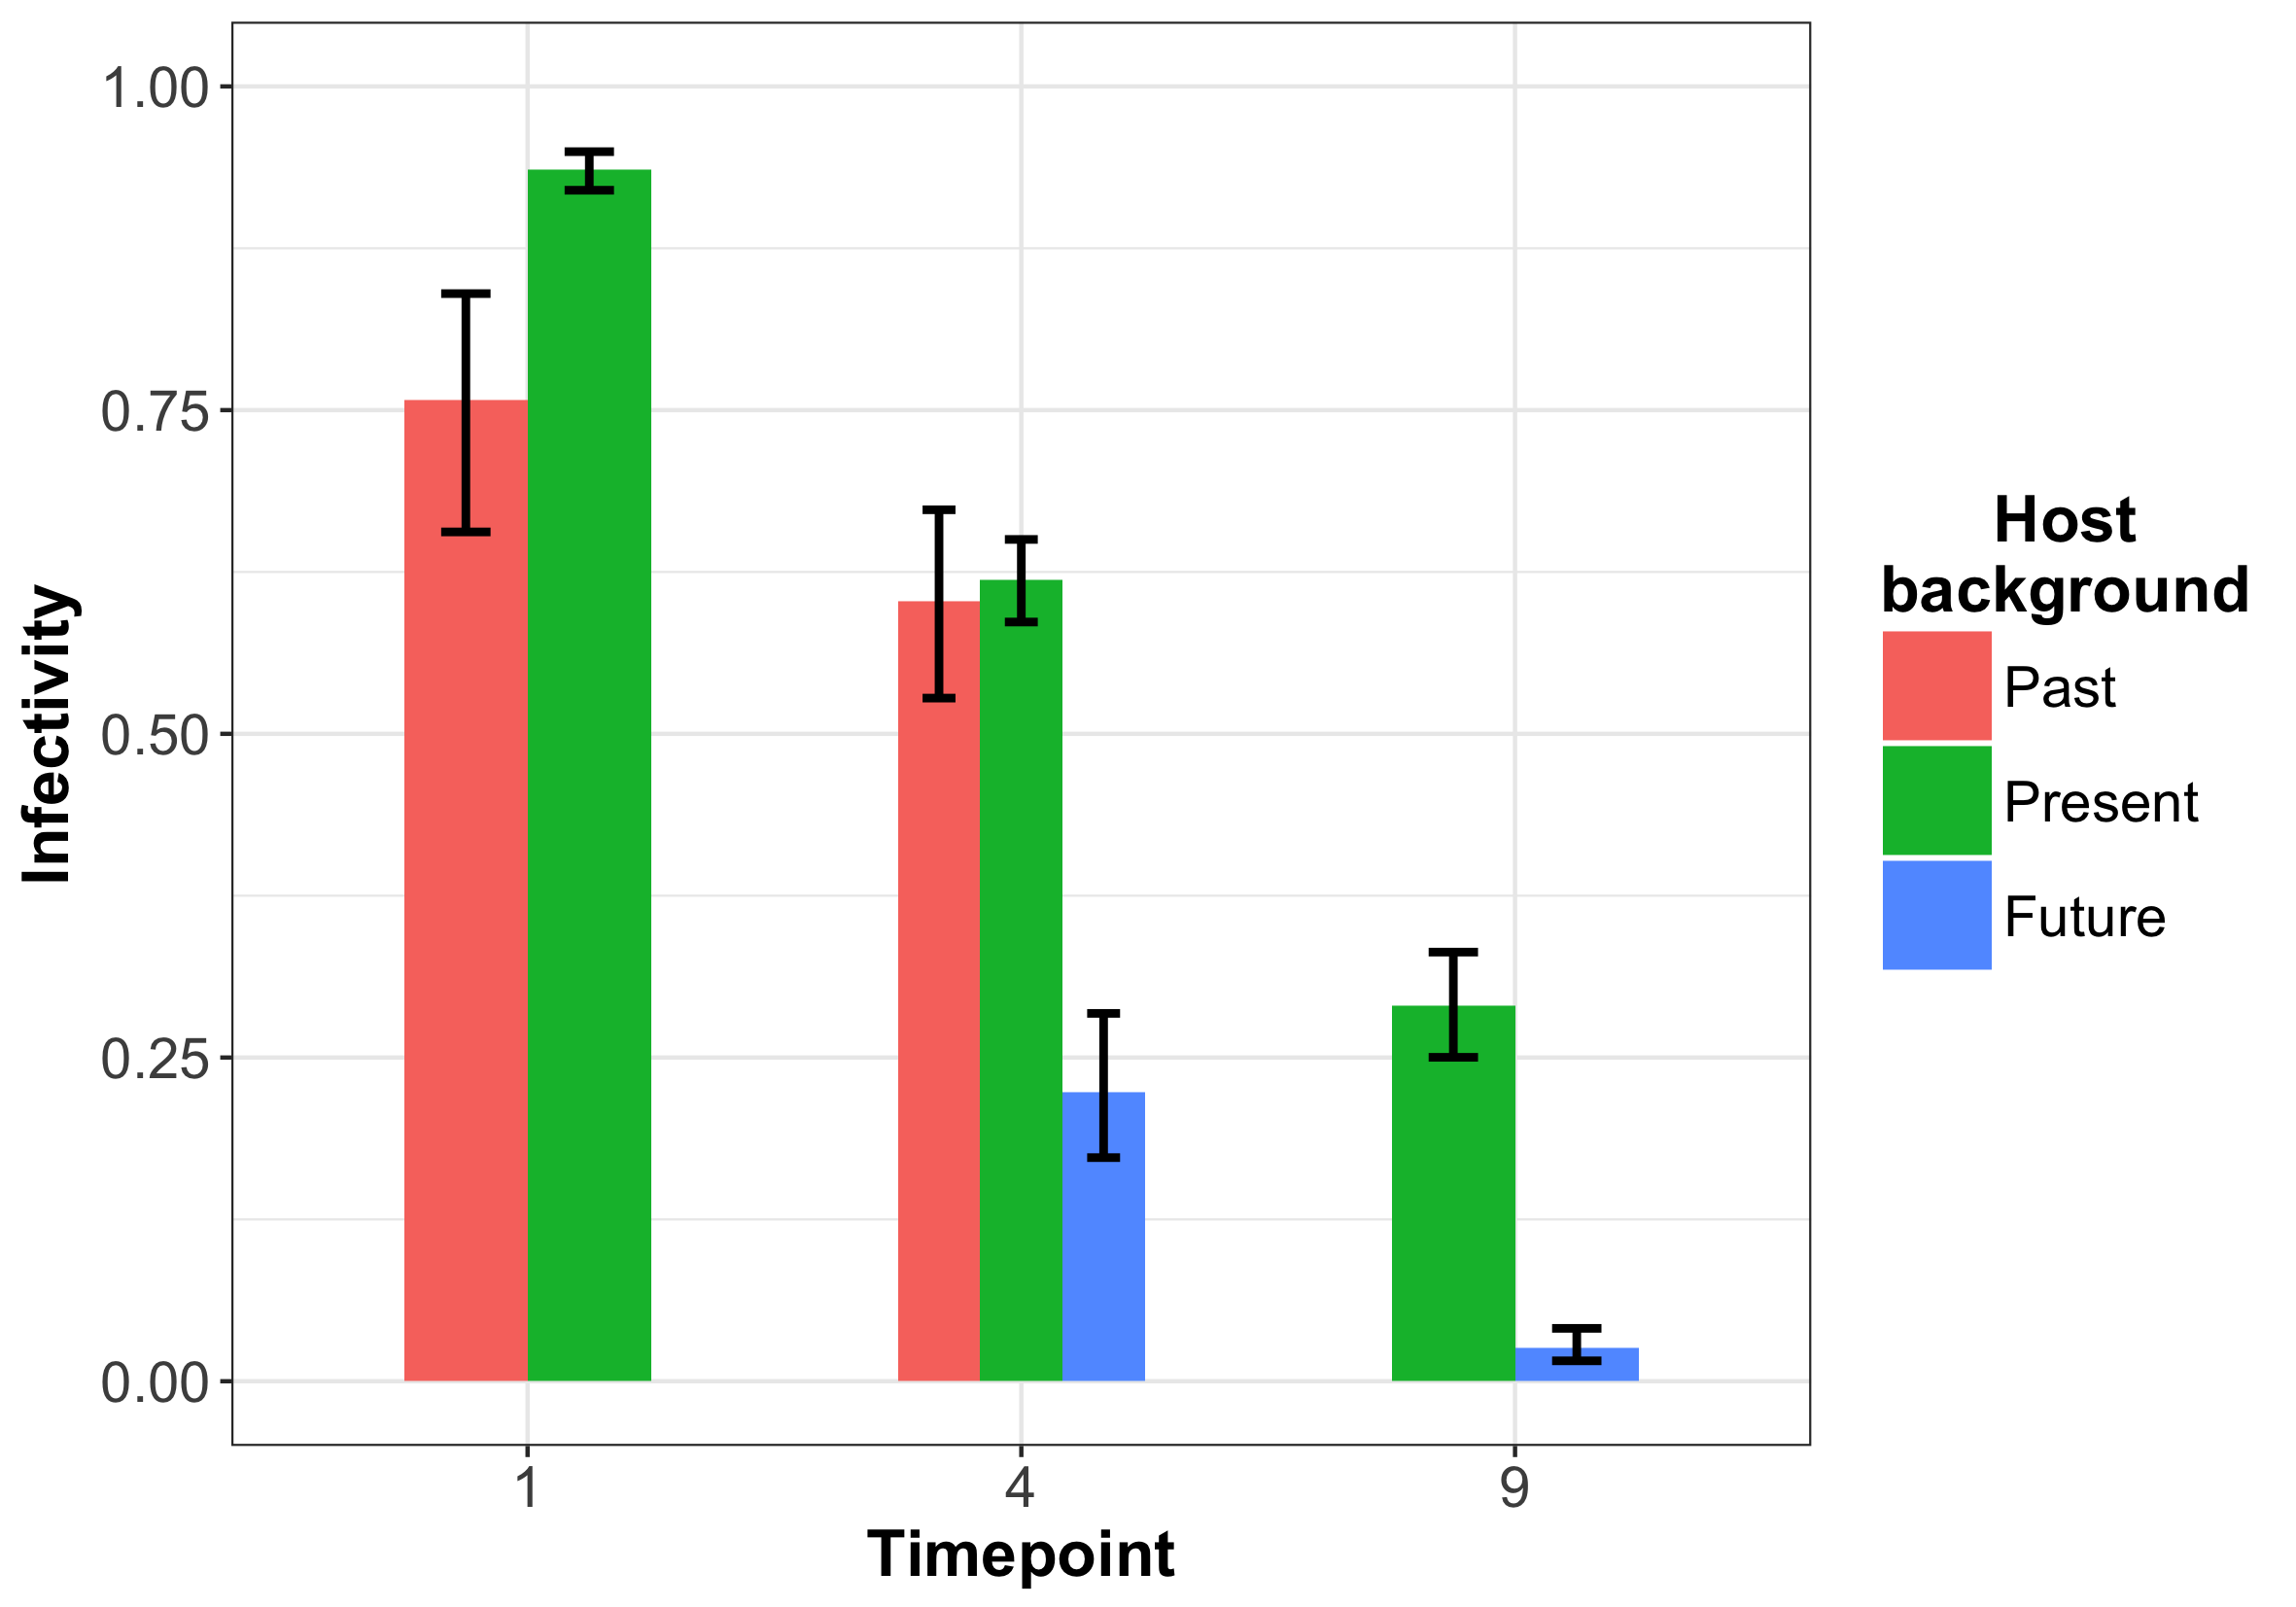 Infectivity
1.00
0.75
0.50
0.25
0.00
1
4
9
Timepoint
Host
background
Past
Present
Future